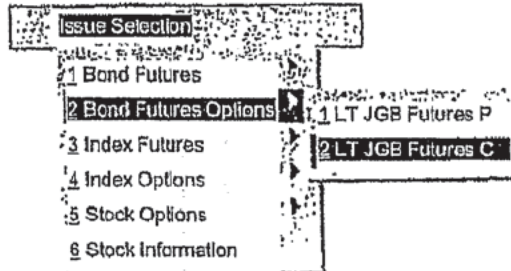 Issue Selection
1 Bond Futures
2 Bond Futures Options
1 LT JGB Futures P
2 LT JGB Futures C
3 Index Futures
4 Index Options
5 Stock Options
6 Stock Information